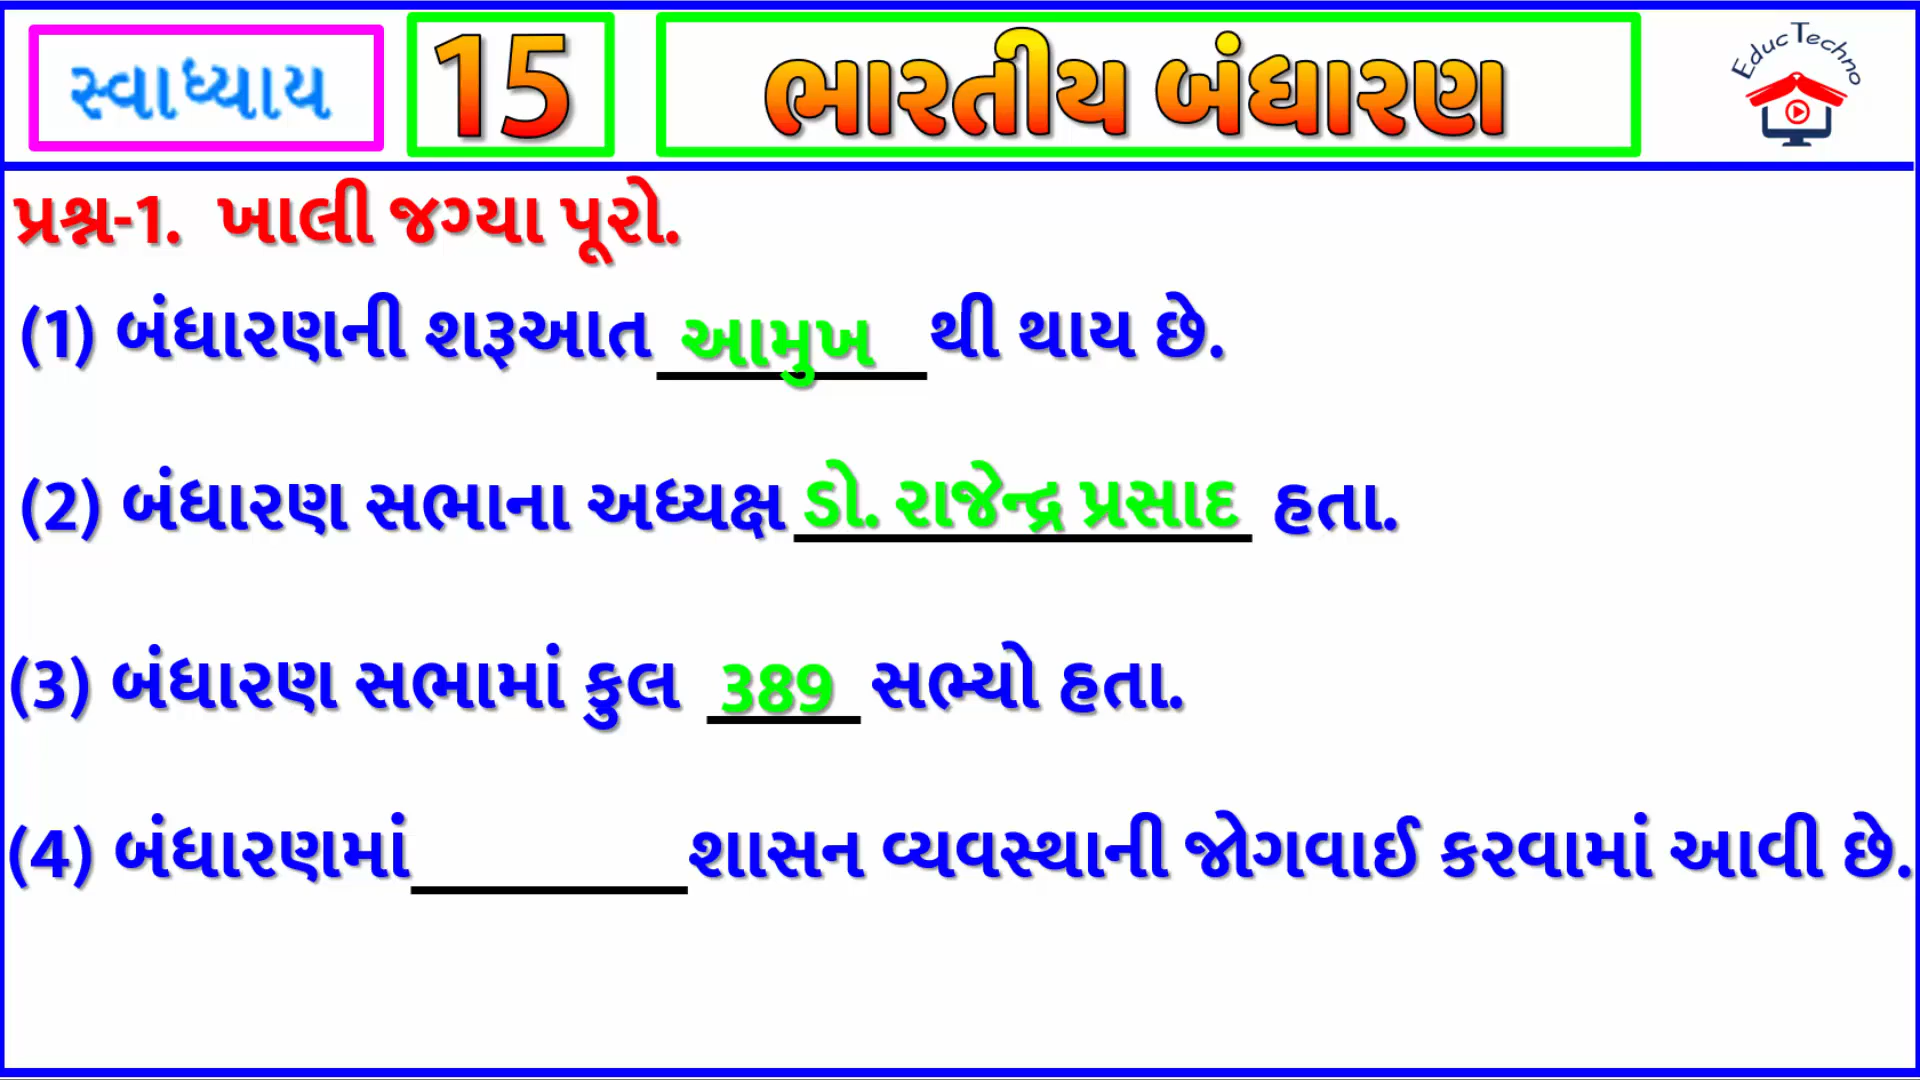 સ્વાધ્યાય
15
ભારતીય બંધારણ
EducTechno
પ્રશ્ન-1. ખાલી જગ્યા પૂરો.
(1) બંધારણની શરૂઆત આમુખ થી થાય છે.
(2) બંધારણ સભાના અધ્યક્ષ ડો. રાજેન્દ્ર પ્રસાદ હતા.
(3) બંધારણ સભામાં કુલ 389 સભ્યો હતા.
(4) બંધારણમાં________શાસન વ્યવસ્થાની જોગવાઈ કરવામાં આવી છે.